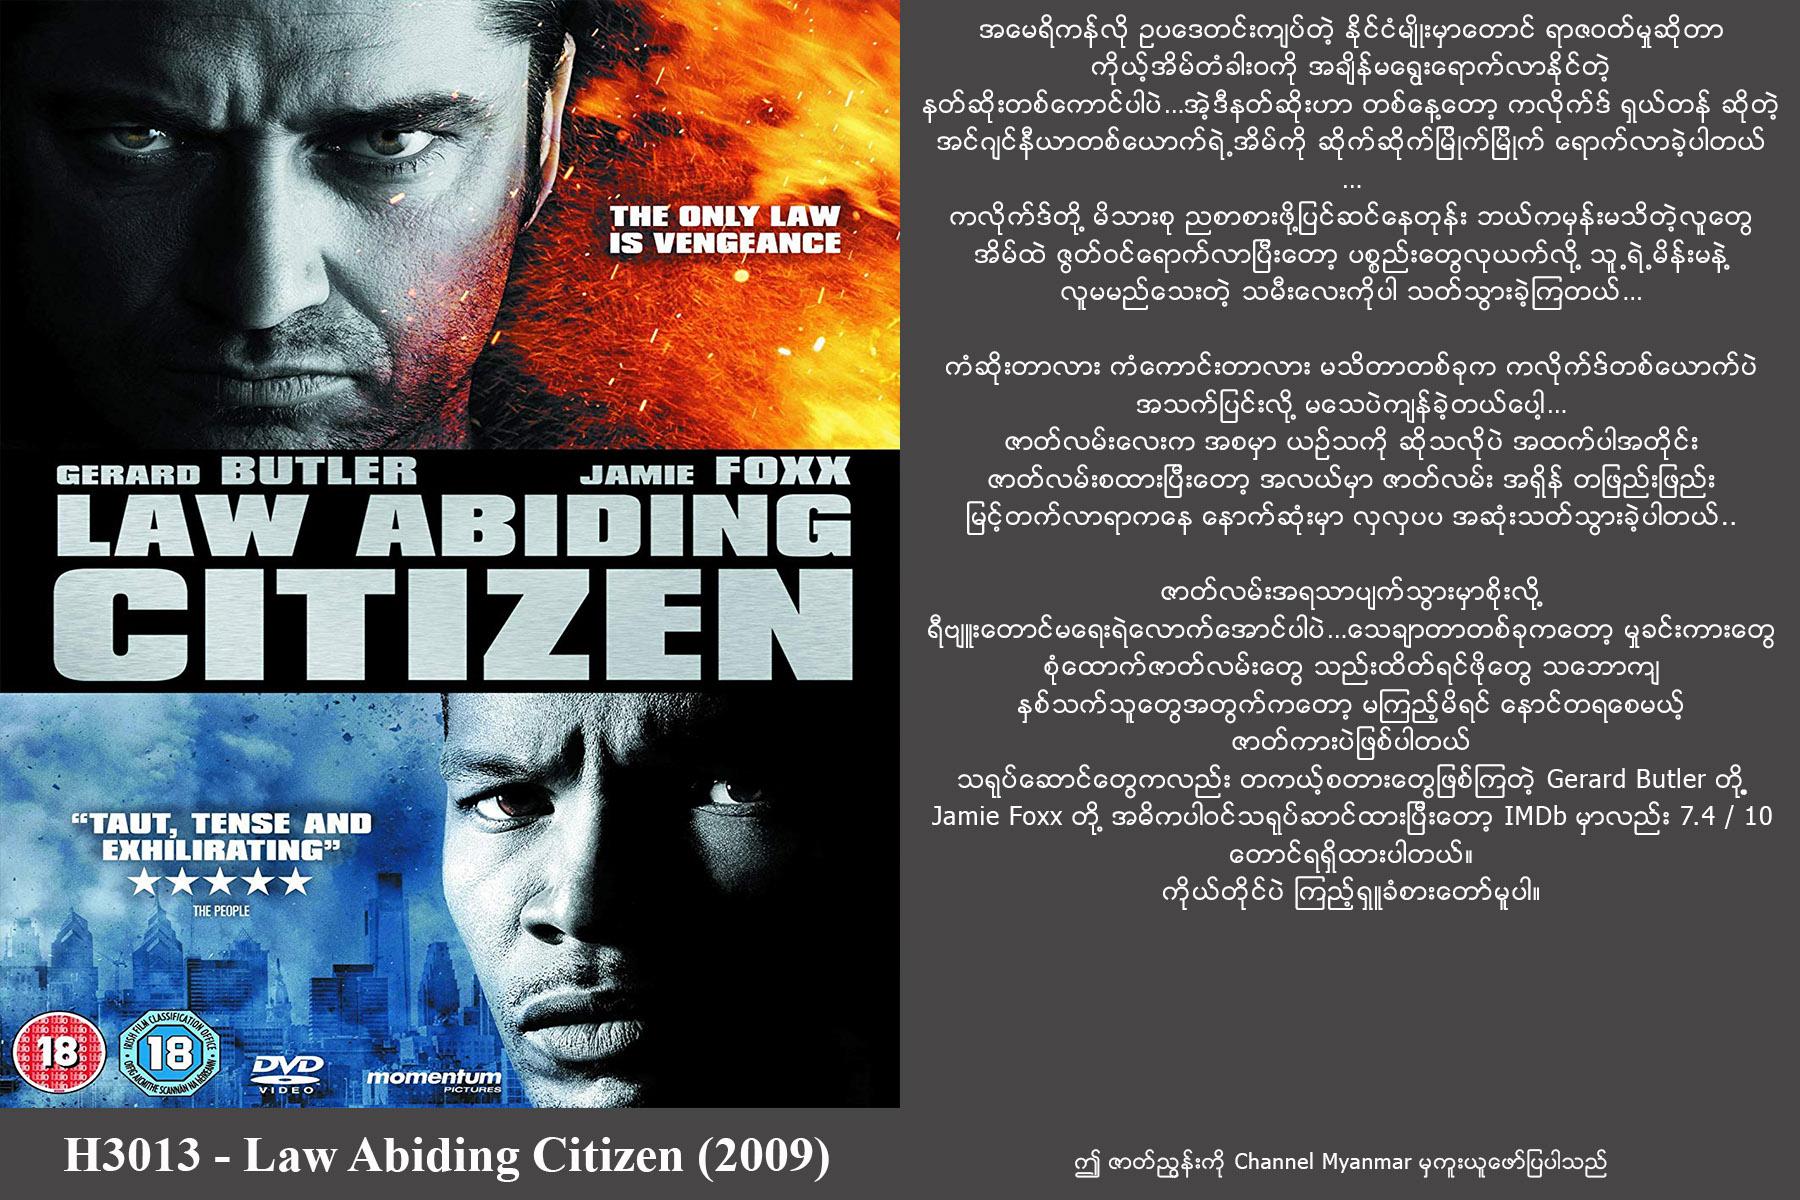 THE ONLY LAW
IS VENGEANCE
GERARD BUTLER JAMIE FOXX
LAW ABIDING
CITIZEN
“TAUT, TENSE AND
EXHILIRATING”
★★★★★
THE PEOPLE
18
IRISH FILM CLASSIFICATION OFFICE
18
DVD
VIDEO
momentum
PICTURES
H3013 - Law Abiding Citizen (2009)
အမေရိကန်လို ဥပဒေတင်းကျပ်တဲ့ နိုင်ငံမျိုးမှာတောင် ရာဇဝတ်မှုဆိုတာ
ကိုယ့်အိမ်တံခါးဝကို အချိန်မရွေးရောက်လာနိုင်တဲ့
နတ်ဆိုးတစ်ကောင်ပါပဲ...အဲ့ဒီနတ်ဆိုးဟာ တစ်နေ့တော့ ကလိုက်ဒ် ရှယ်တန် ဆိုတဲ့
အင်ဂျင်နီယာတစ်ယောက်ရဲ့အိမ်ကို ဆိုက်ဆိုက်မြိုက်မြိုက် ရောက်လာခဲ့ပါတယ်
...
ကလိုက်ဒ်တို့ မိသားစု ညစာစားဖို့ပြင်ဆင်နေတုန်း ဘယ်ကမှန်းမသိတဲ့လူတွေ
အိမ်ထဲ ဇွတ်ဝင်ရောက်လာပြီးတော့ ပစ္စည်းတွေလုယက်လို့ သူ့ရဲ့မိန်းမနဲ့
လူမမည်သေးတဲ့ သမီးလေးကိုပါ သတ်သွားခဲ့ကြတယ်...
ကံဆိုးတာလား ကံကောင်းတာလား မသိတာတစ်ခုက ကလိုက်ဒ်တစ်ယောက်ပဲ
အသက်ပြင်းလို့ မသေပဲကျန်ခဲ့တယ်ပေါ့...
ဇာတ်လမ်းလေးက အစမှာ ယဉ်သကို ဆိုသလိုပဲ အထက်ပါအတိုင်း
ဇာတ်လမ်းစထားပြီးတော့ အလယ်မှာ ဇာတ်လမ်း အရှိန် တဖြည်းဖြည်း
မြင့်တက်လာရာကနေ နောက်ဆုံးမှာ လှလှပပ အဆုံးသတ်သွားခဲ့ပါတယ်..
ဇာတ်လမ်းအရသာပျက်သွားမှာစိုးလို့
ရီဗျူးတောင်မရေးရဲလောက်အောင်ပါပဲ...သေချာတာတစ်ခုကတော့ မှုခင်းကားတွေ
စုံထောက်ဇာတ်လမ်းတွေ သည်းထိတ်ရင်ဖိုတွေ သဘောကျ
နှစ်သက်သူတွေအတွက်ကတော့ မကြည့်မိရင် နောင်တရစေမယ့်
ဇာတ်ကားပဲဖြစ်ပါတယ်
သရုပ်ဆောင်တွေကလည်း တကယ့်စတားတွေဖြစ်ကြတဲ့ Gerard Butler တို့
Jamie Foxx တို့ အဓိကပါဝင်သရုပ်ဆာင်ထားပြီးတော့ IMDb မှာလည်း 7.4 / 10
တောင်ရရှိထားပါတယ်။
ကိုယ်တိုင်ပဲ ကြည့်ရှူခံစားတော်မူပါ။
ဤ ဇာတ်ညွှန်းကို Channel Myanmar မှကူးယူဖော်ပြပါသည်